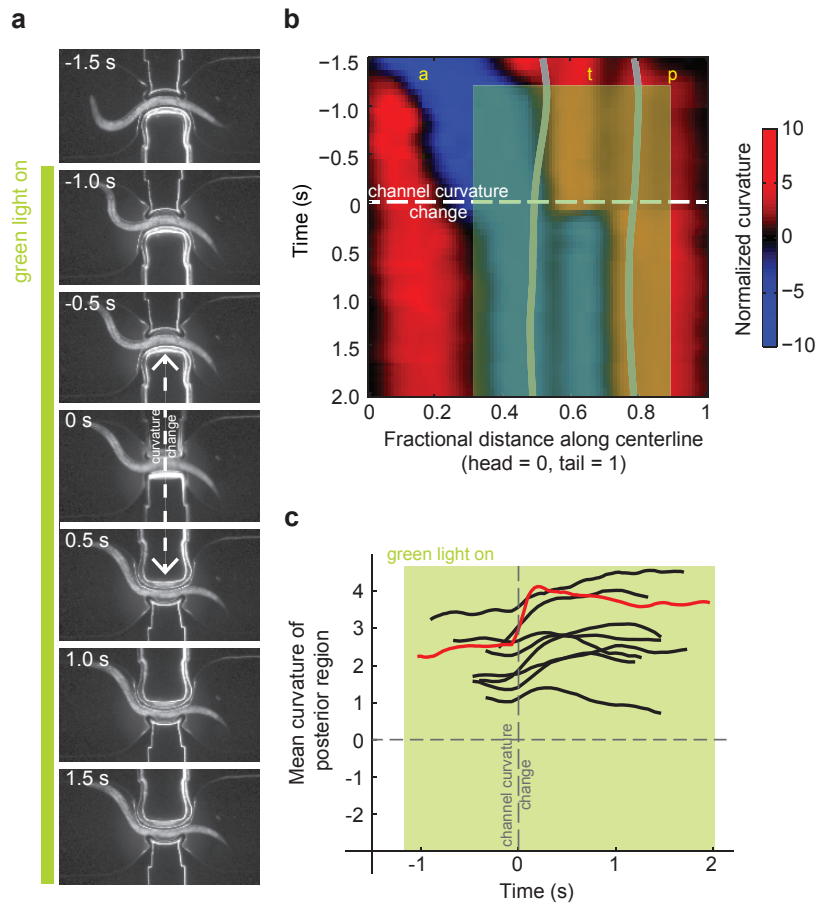 a
-1.5 s
green light on
-1.0 s
-0.5 s
0 s
curvature
change
0.5 s
1.0 s
1.5 s
b
a
t
p
channel curvature
change
Time (s)
−1.5
−1.0
−0.5
0
0.5
1.0
1.5
2.0
0
0.2
0.4
0.6
0.8
1
Fractional distance along centerline
(head = 0, tail = 1)
Normalized curvature
10
5
0
−5
−10
c
green light on
Mean curvature of
posterior region
4
3
2
1
0
-1
-2
channel curvature
change
-1
0
1
2
Time (s)